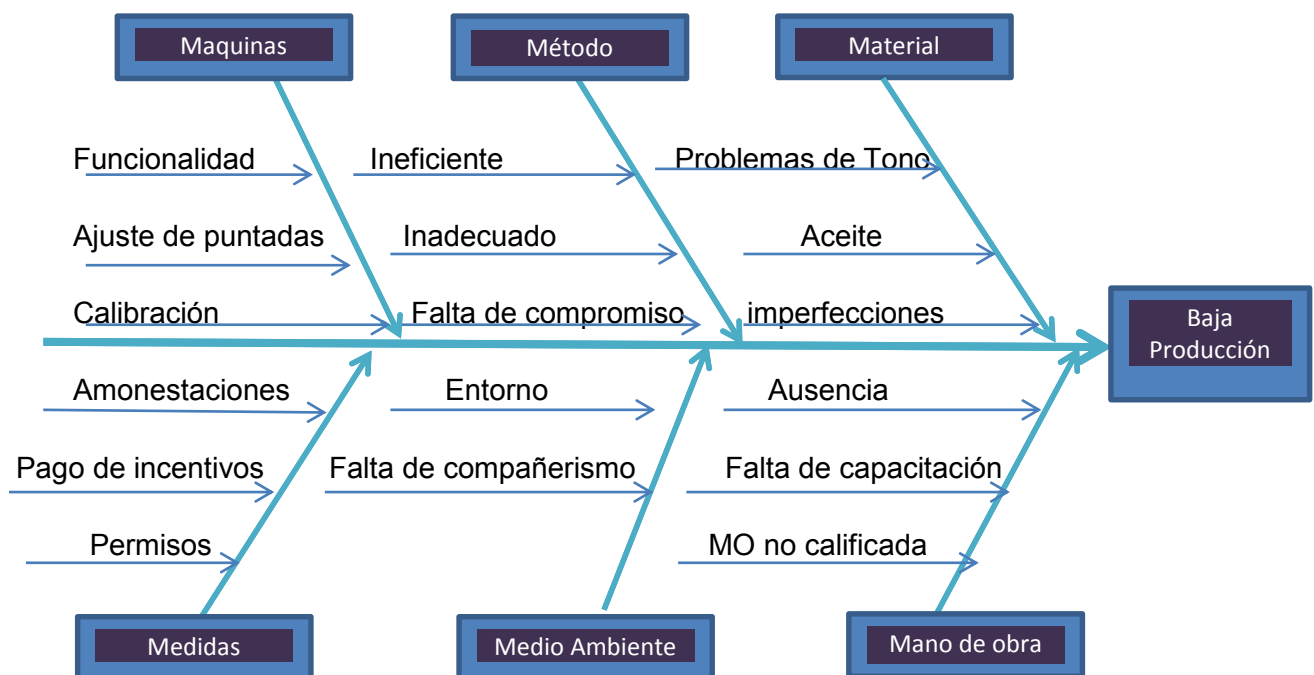 Maquinas
Método
Material
Funcionalidad
Ineficiente
Problemas de Tono
Ajuste de puntadas
Inadecuado
Aceite
Calibración
Falta de compromiso
imperfecciones
Baja
Producción
Amonestaciones
Entorno
Ausencia
Pago de incentivos
Falta de compañerismo
Falta de capacitación
Permisos
MO no calificada
Medidas
Medio Ambiente
Mano de obra